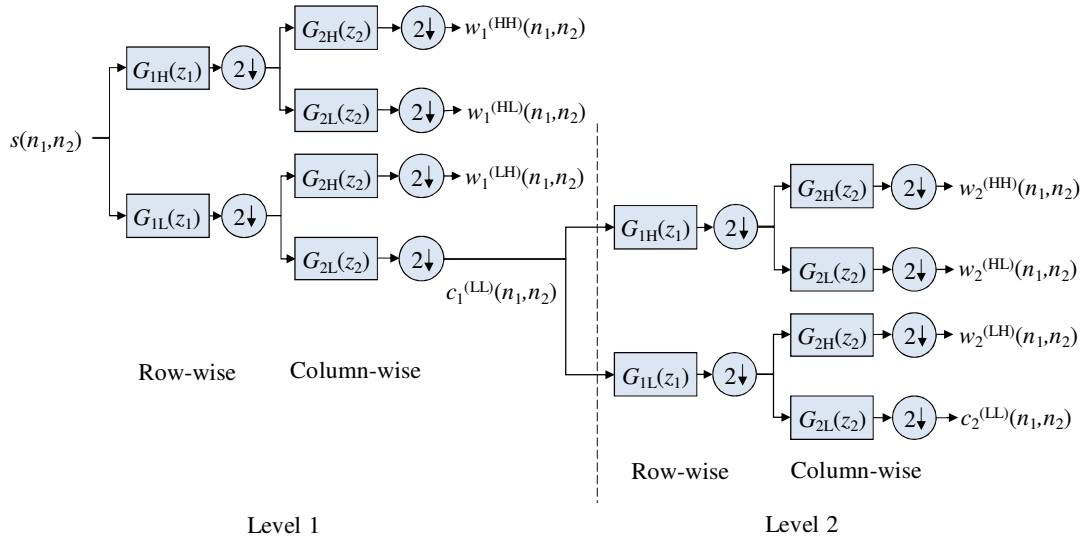 G2H(z2) 2↓ w1(HH)(n1,n2)
G1H(z1) 2↓
G2L(z2) 2↓ w1(HL)(n1,n2)
s(n1,n2)
G2H(z2) 2↓ w1(LH)(n1,n2)
G1L(z1) 2↓
G2L(z2) 2↓
c1(LL)(n1,n2)
Row-wise Column-wise
G2H(z2) 2↓ w2(HH)(n1,n2)
G1H(z1) 2↓
G2L(z2) 2↓ w2(HL)(n1,n2)
G2H(z2) 2↓ w2(LH)(n1,n2)
G1L(z1) 2↓
G2L(z2) 2↓ c2(LL)(n1,n2)
Row-wise Column-wise
Level 1 Level 2